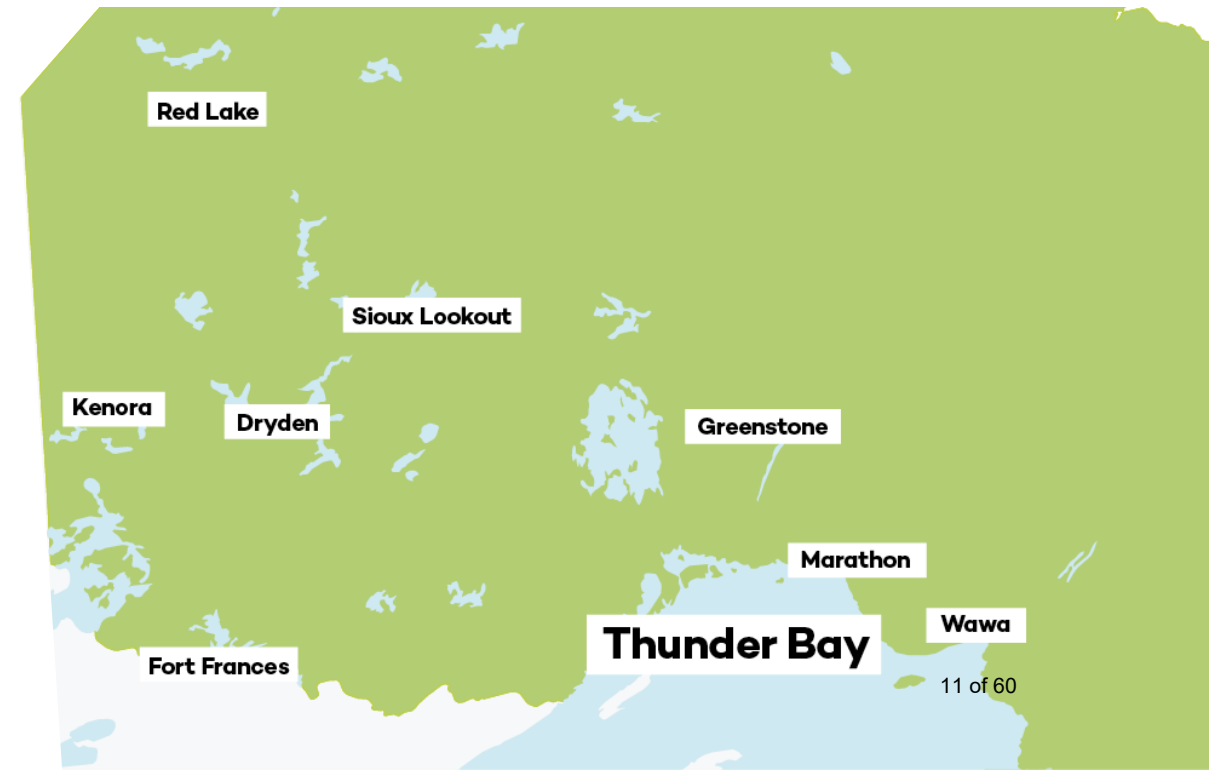 Red Lake
Sioux Lookout
Kenora
Dryden
Greenstone
Marathon
Wawa
Thunder Bay
Fort Frances
11 of 60